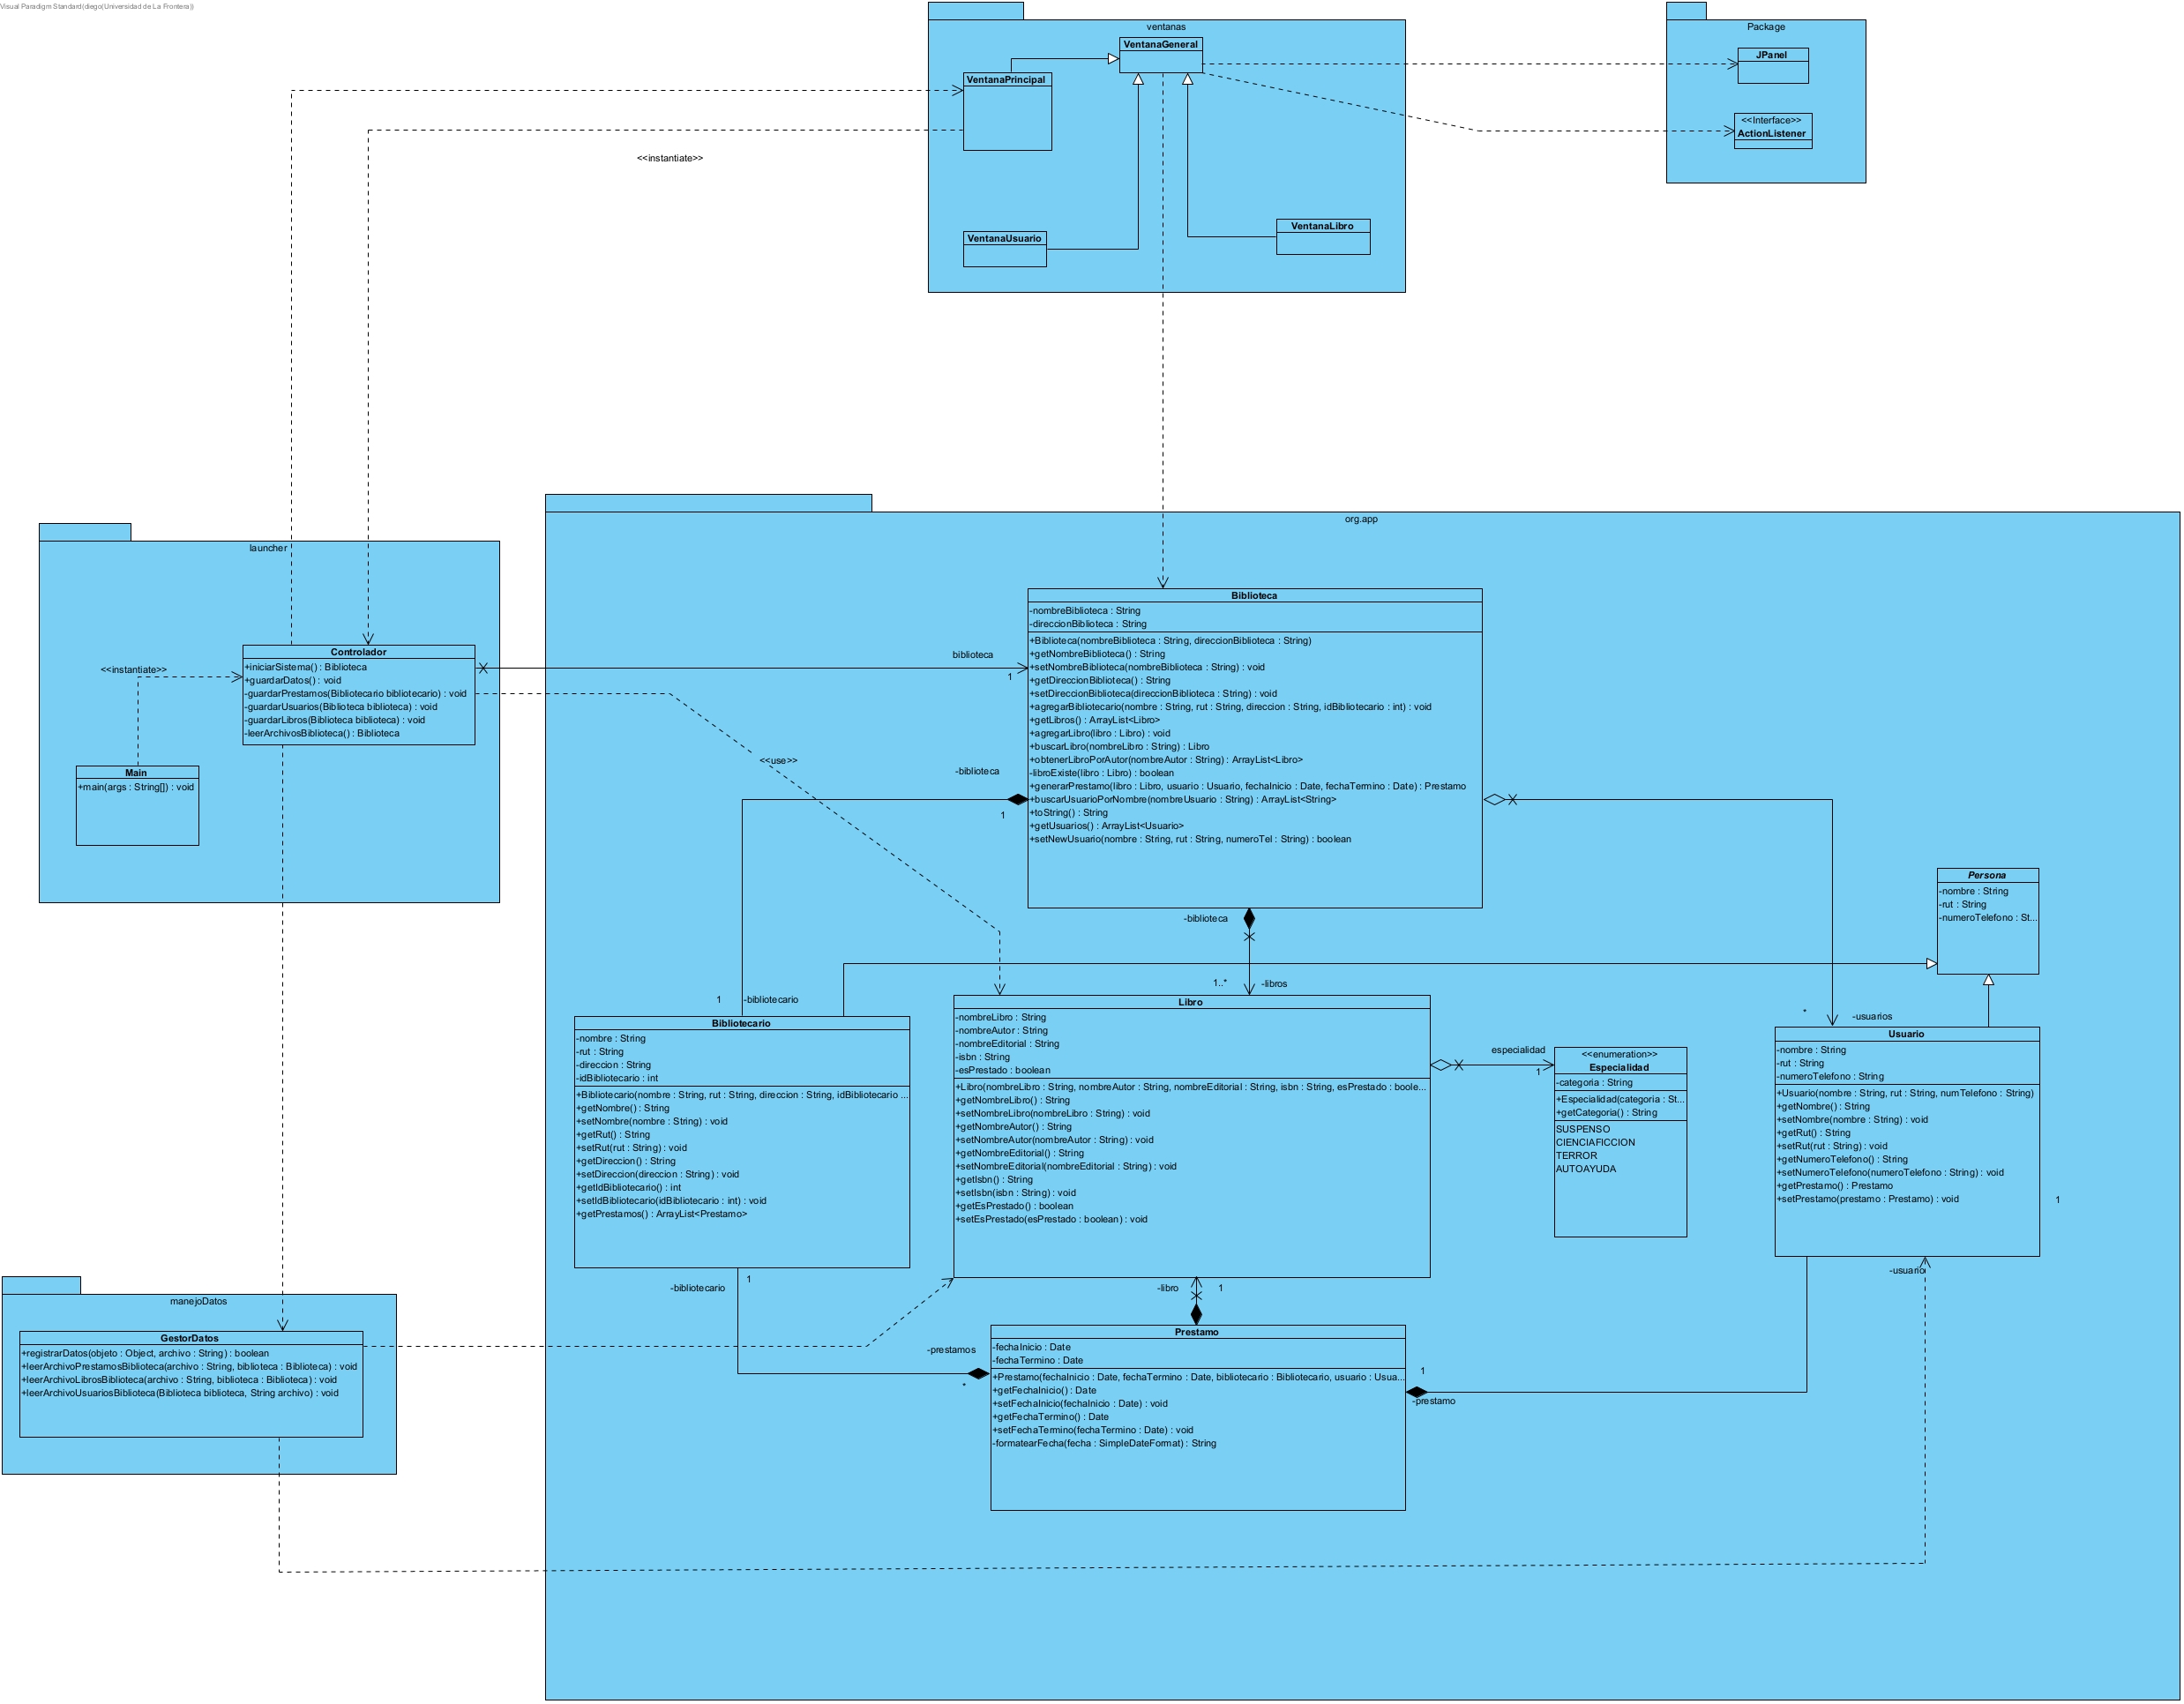 Visual Paradigm Standard(diego(Universidad de La Frontera))
ventanas
VentanaGeneral
VentanaPrincipal
VentanaUsuario
VentanaLibro
Package
JPanel
<<Interface>>
ActionListener
<<instantiate>>
launcher
Controlador
+iniciarSistema() : Biblioteca
+guardarDatos() : void
-guardarPrestamos(Bibliotecario bibliotecario) : void
-guardarUsuarios(Biblioteca biblioteca) : void
-guardarLibros(Biblioteca biblioteca) : void
-leerArchivosBiblioteca() : Biblioteca
<<instantiate>>
Main
+main(args : String[]) : void
org.app
Biblioteca
-nombreBiblioteca : String
-direccionBiblioteca : String
+Biblioteca(nombreBiblioteca : String, direccionBiblioteca : String)
+getNombreBiblioteca() : String
+setNombreBiblioteca(nombreBiblioteca : String) : void
+getDireccionBiblioteca() : String
+setDireccionBiblioteca(direccionBiblioteca : String) : void
+agregarBibliotecario(nombre : String, rut : String, direccion : String, idBibliotecario : int) : void
+getLibros() : ArrayList<Libro>
+agregarLibro(libro : Libro) : void
+buscarLibro(nombreLibro : String) : Libro
+obtenerLibroPorAutor(nombreAutor : String) : ArrayList<Libro>
-libroExiste(libro : Libro) : boolean
+generarPrestamo(libro : Libro, usuario : Usuario, fechaInicio : Date, fechaTermino : Date) : Prestamo
+buscarUsuarioPorNombre(nombreUsuario : String) : ArrayList<String>
+toString() : String
+getUsuarios() : ArrayList<Usuario>
+setNewUsuario(nombre : String, rut : String, numeroTel : String) : boolean
biblioteca
1
<<use>>
-biblioteca
1
-biblioteca
1..*
-libros
1
-bibliotecario
*
-usuarios
Persona
-nombre : String
-rut : String
-numeroTelefono : St...
Bibliotecario
-nombre : String
-rut : String
-direccion : String
-idBibliotecario : int
+Bibliotecario(nombre : String, rut : String, direccion : String, idBibliotecario ...
+getNombre() : String
+setNombre(nombre : String) : void
+getRut() : String
+setRut(rut : String) : void
+getDireccion() : String
+setDireccion(direccion : String) : void
+getIdBibliotecario() : int
+setIdBibliotecario(idBibliotecario : int) : void
+getPrestamos() : ArrayList<Prestamo>
Libro
-nombreLibro : String
-nombreAutor : String
-nombreEditorial : String
-isbn : String
-esPrestado : boolean
+Libro(nombreLibro : String, nombreAutor : String, nombreEditorial : String, isbn : String, esPrestado : boole...
+getNombreLibro() : String
+setNombreLibro(nombreLibro : String) : void
+getNombreAutor() : String
+setNombreAutor(nombreAutor : String) : void
+getNombreEditorial() : String
+setNombreEditorial(nombreEditorial : String) : void
+getIsbn() : String
+setIsbn(isbn : String) : void
+getEsPrestado() : boolean
+setEsPrestado(esPrestado : boolean) : void
especialidad
1
<<enumeration>>
Especialidad
-categoria : String
+Especialidad(categoria : St...
+getCategoria() : String
SUSPENSO
CIENCIAFICCION
TERROR
AUTOAYUDA
Usuario
-nombre : String
-rut : String
-numeroTelefono : String
+Usuario(nombre : String, rut : String, numTelefono : String)
+getNombre() : String
+setNombre(nombre : String) : void
+getRut() : String
+setRut(rut : String) : void
+getNumeroTelefono() : String
+setNumeroTelefono(numeroTelefono : String) : void
+getPrestamo() : Prestamo
+setPrestamo(prestamo : Prestamo) : void
1
-usuario
-bibliotecario
1
-libro
1
-prestamos
*
Prestamo
-fechaInicio : Date
-fechaTermino : Date
+Prestamo(fechaInicio : Date, fechaTermino : Date, bibliotecario : Bibliotecario, usuario : Usua...
+getFechaInicio() : Date
+setFechaInicio(fechaInicio : Date) : void
+getFechaTermino() : Date
+setFechaTermino(fechaTermino : Date) : void
-formatearFecha(fecha : SimpleDateFormat) : String
1
-prestamo
manejoDatos
GestorDatos
+registrarDatos(objeto : Object, archivo : String) : boolean
+leerArchivoPrestamosBiblioteca(archivo : String, biblioteca : Biblioteca) : void
+leerArchivoLibrosBiblioteca(archivo : String, biblioteca : Biblioteca) : void
+leerArchivoUsuariosBiblioteca(Biblioteca biblioteca, String archivo) : void